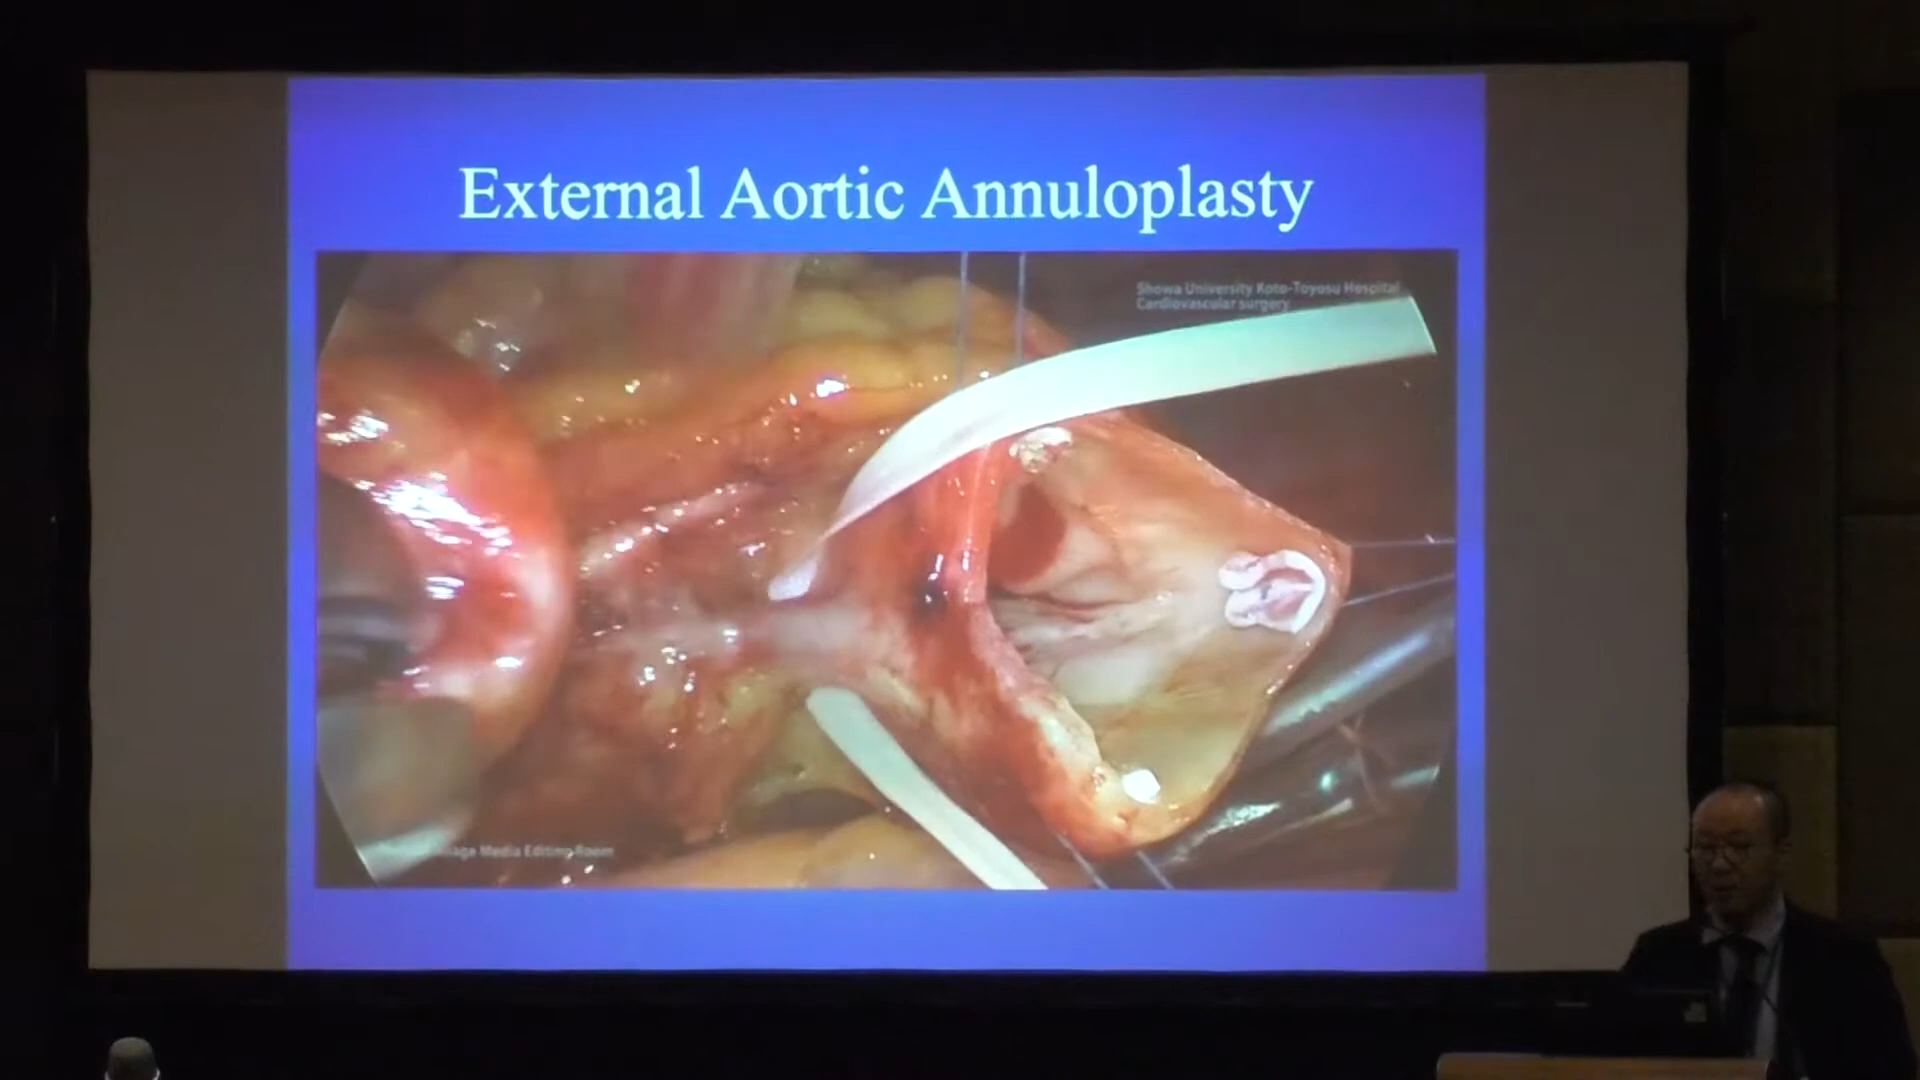 External Aortic Annuloplasty
Showa University Koto-Toyosu Hospital
Cardiovascular surgery
Media Editing Room